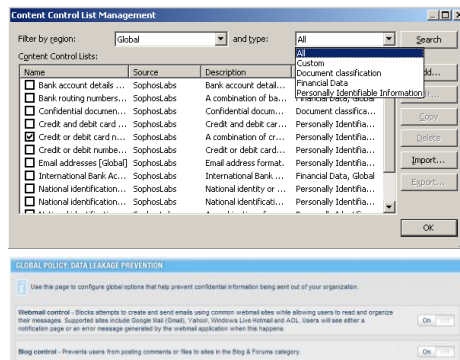 Content Control List Management
Filter by region: Global and type: All Search
All
Custom
Document classification
Financial Data
Personally Identifiable Information
Content Control Lists:
Name Source Description
Bank account details ... SophosLabs Bank account detail...
Bank routing numbers... SophosLabs A combination of ba... Financial Data, Global
Confidential documen... SophosLabs Confidential docum... Document classifica...
Credit and debit card ... SophosLabs Credit and debit car... Personally Identifia...
Credit or debit card n... SophosLabs A combination of cr... Personally Identifia...
Credit or debit numbe... SophosLabs Credit or debit card ... Personally Identifia...
Email addresses [Global] SophosLabs Email address format. Personally Identifia...
International Bank Ac... SophosLabs International Bank ... Financial Data, Global
National identification... SophosLabs National identity or ... Personally Identifia...
National identification... SophosLabs National identificati... Personally Identifia...
Copy
Delete
Import...
Export...
OK
GLOBAL POLICY: DATA LEAKAGE PREVENTION
Use this page to configure global options that help prevent confidential information being sent out of your organization.
Webmail control - Blocks attempts to create and send emails using common webmail sites while allowing users to read and organize
their messages. Supported sites include Google Mail (Gmail), Yahoo!, Windows Live Hotmail and AOL. Users will see either a
notification page or an error message generated by the webmail application when this happens.
On Off
Blog control - Prevents users from posting comments or files to sites in the Blog & Forums category.
On Off